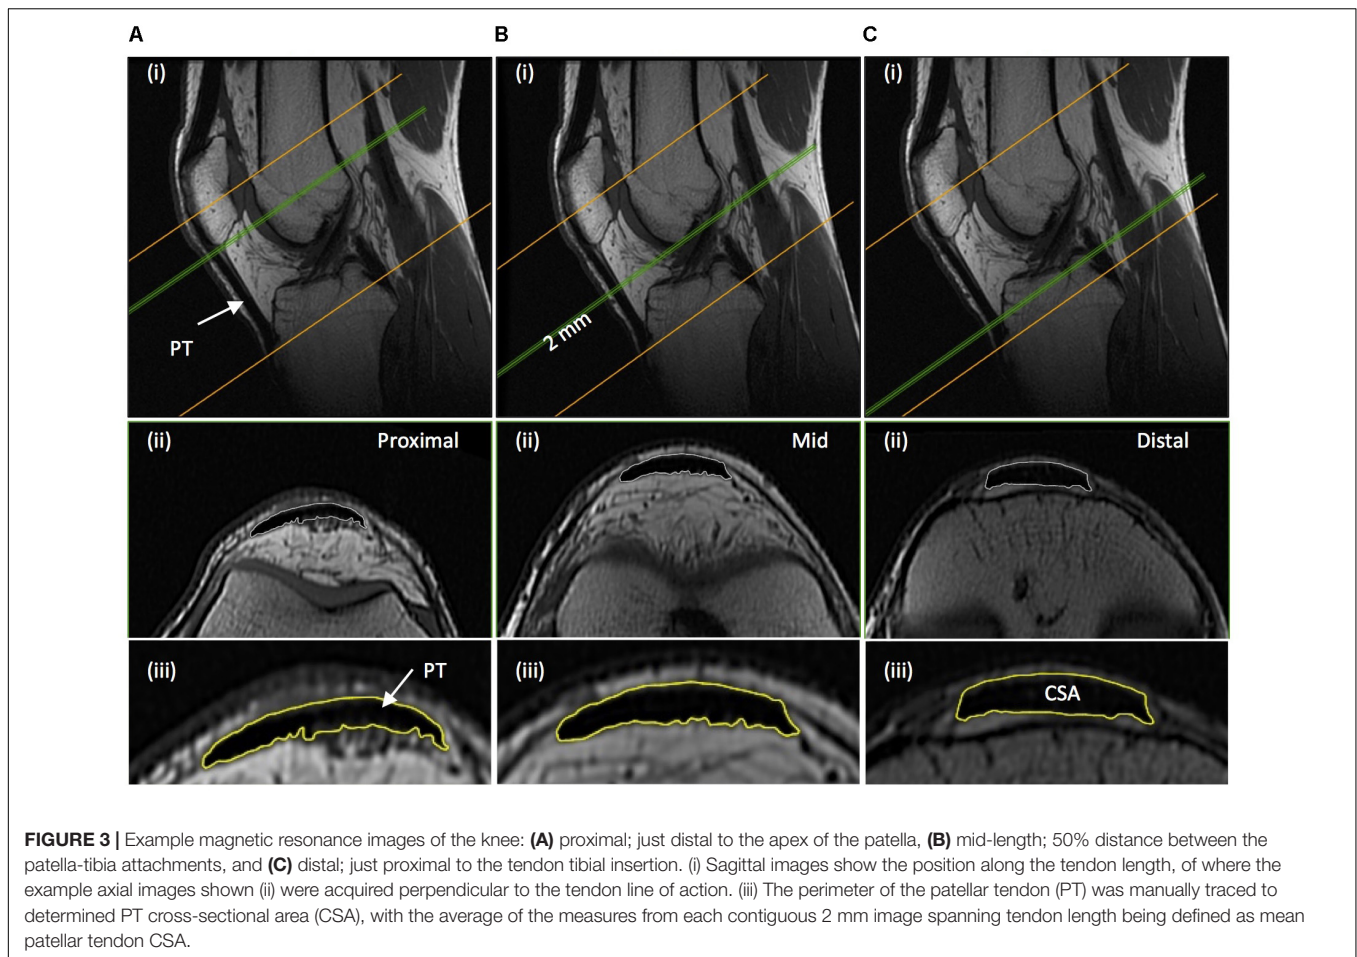 A B C
(i) (i) (i)
2 mm
PT
(ii) Proximal (ii) Mid (ii) Distal
(iii) PT (iii) (iii) CSA
FIGURE 3 | Example magnetic resonance images of the knee: (A) proximal; just distal to the apex of the patella, (B) mid-length; 50% distance between the
patella-tibia attachments, and (C) distal; just proximal to the tendon tibial insertion. (i) Sagittal images show the position along the tendon length, of where the
example axial images shown (ii) were acquired perpendicular to the tendon line of action. (iii) The perimeter of the patellar tendon (PT) was manually traced to
determined PT cross-sectional area (CSA), with the average of the measures from each contiguous 2 mm image spanning tendon length being defined as mean
patellar tendon CSA.